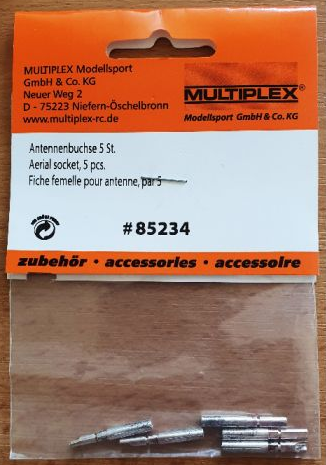 MULTIPLEX Modellsport
GmbH & Co. KG
Neuer Weg 2
D - 75223 Niefern-Öschelbronn
www.multiplex-rc.de
MULTIPLEX®
Modellsport GmbH & Co. KG
Antennenbuchse 5 St.
Aerial socket, 5 pcs.
Fiche femelle pour antenne, par 5
#85234
zubehör · accessories · accessoire